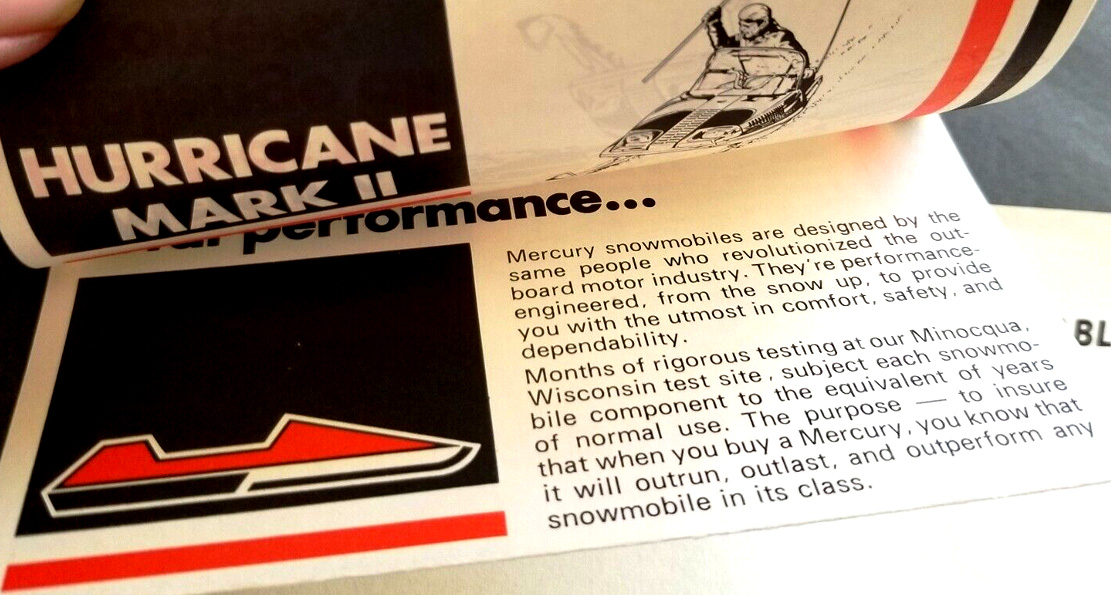 HURRICANE
MARK II
performance...
Mercury snowmobiles are designed by the
same people who revolutionized the out-
board motor industry. They're performance-
engineered, from the snow up, to provide
you with the utmost in comfort, safety, and
dependability.
Months of rigorous testing at our Minocqua,
Wisconsin test site, subject each snowmo-
bile component to the equivalent of years
of normal use. The purpose — to insure
that when you buy a Mercury, you know that
it will outrun, outlast, and outperform any
snowmobile in its class.
BL